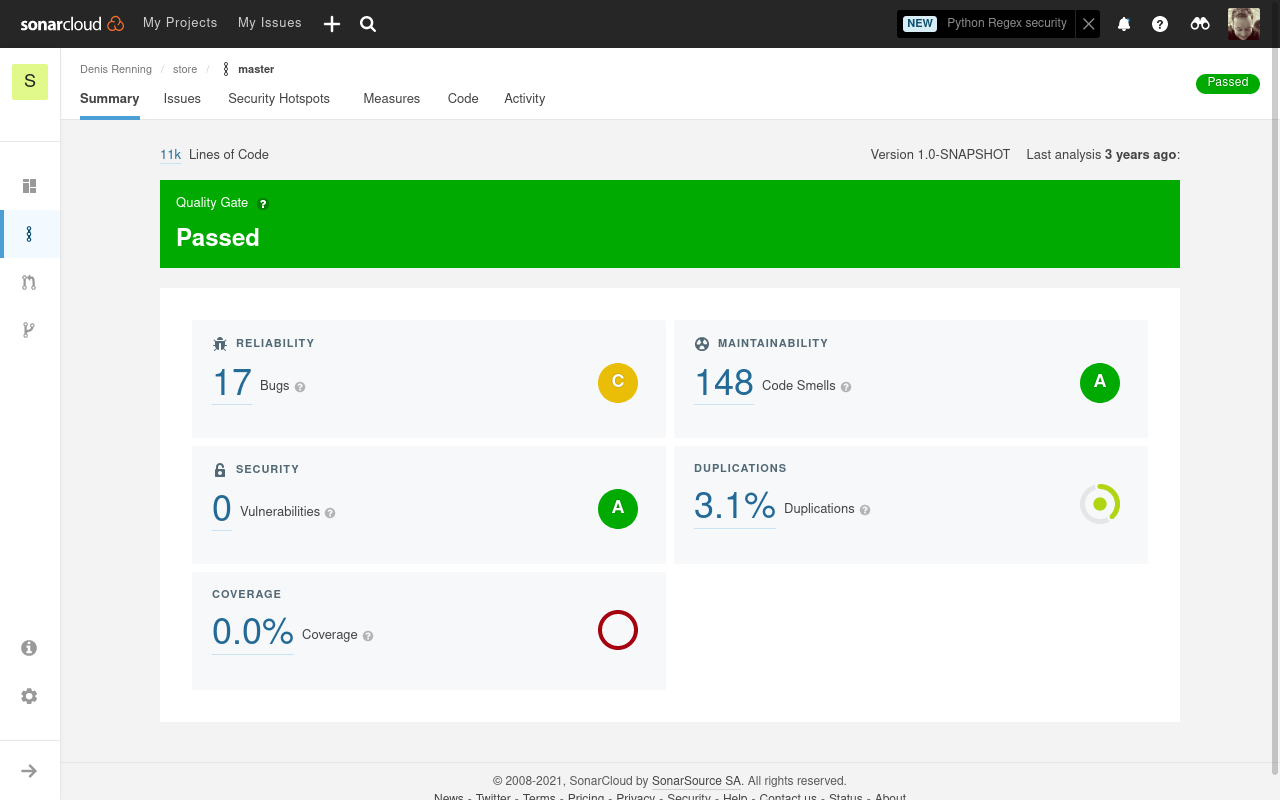 sonarcloud My Projects My Issues NEW Python Regex security
S Denis Renning / store / master Passed
Summary Issues Security Hotspots Measures Code Activity
11k Lines of Code Version 1.0-SNAPSHOT Last analysis 3 years ago:
Quality Gate ?
Passed
RELIABILITY
17 Bugs ? C
MAINTAINABILITY
148 Code Smells ? A
SECURITY
0 Vulnerabilities ? A
DUPLICATIONS
3.1% Duplications ?
COVERAGE
0.0% Coverage ?
© 2008-2021, SonarCloud by SonarSource SA. All rights reserved.
News - Twitter - Terms - Pricing - Privacy - Security - Help - Contact us - Status - About